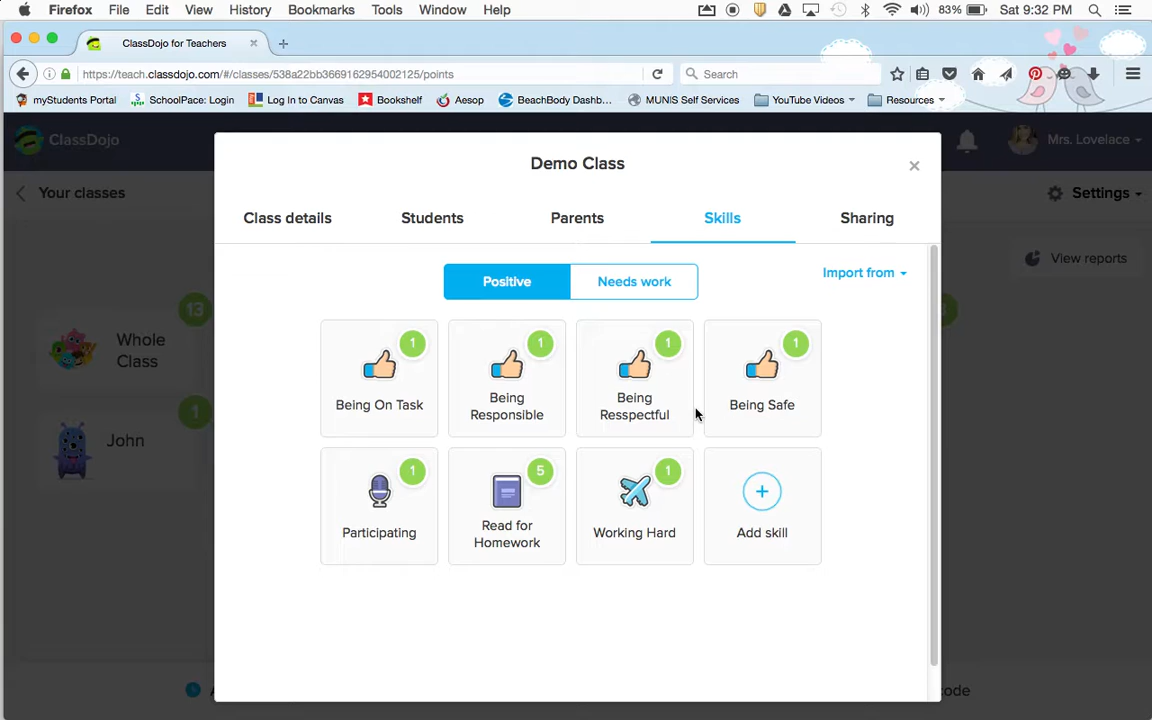 Firefox File Edit View History Bookmarks Tools Window Help 83% Sat 9:32 PM
ClassDojo for Teachers
https://teach.classdojo.com/#/classes/538a22bb3669162954002125/points
Search
myStudents Portal SchoolPace: Login Log In to Canvas Bookshelf Aesop BeachBody Dashb... MUNIS Self Services YouTube Videos Resources
ClassDojo
Mrs. Lovelace
Demo Class
Your classes
Settings
Class details Students Parents Skills Sharing
View reports
Positive Needs work
Import from
13
Whole
Class
1
John
1
Being On Task
1
Being
Responsible
1
Being
Resspectful
1
Being Safe
1
Participating
5
Read for
Homework
1
Working Hard
Add skill
code